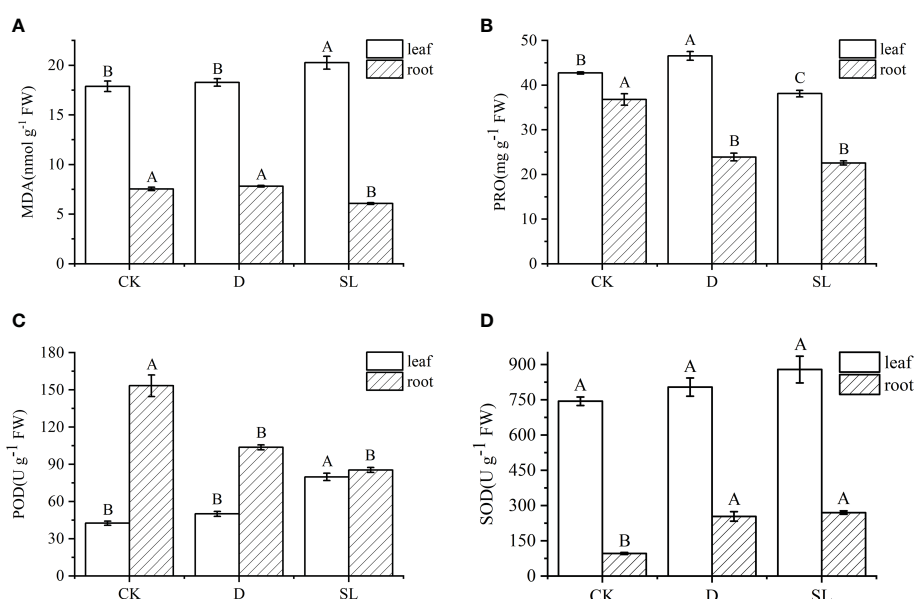 A
MDA(nmol g-1 FW)
20
15
10
5
0
B
A
B
A
A
B
leaf
root
CK
D
SL
B
PRO(mg g-1 FW)
50
40
30
20
10
0
B
A
A
B
C
B
leaf
root
CK
D
SL
C
POD(U g-1 FW)
180
150
120
90
60
30
0
B
A
B
B
A
B
leaf
root
CK
D
SL
D
SOD(U g-1 FW)
900
750
600
450
300
150
0
A
B
A
A
A
A
leaf
root
CK
D
SL